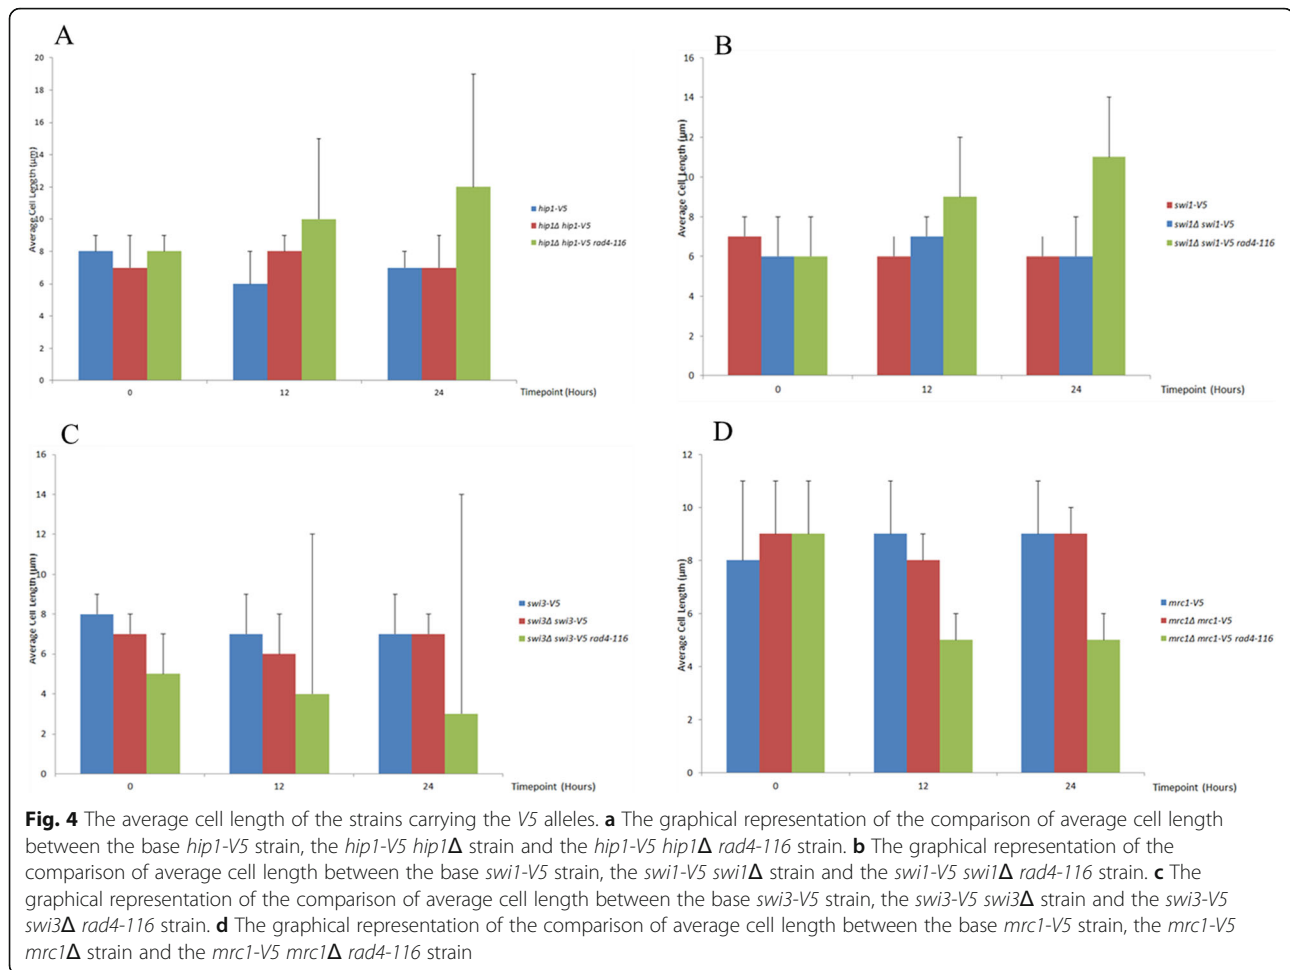 A
20
18
16
14
12
10
8
6
4
2
0
Average Cell Length (µm)
0 12 24 Timepoint (Hours)
hip1-V5
hip1Δ hip1-V5
hip1Δ hip1-V5 rad4-116
B
16
14
12
10
8
6
4
2
0
Average Cell Length (µm)
0 12 24 Timepoint (Hours)
swi1-V5
swi1Δ swi1-V5
swi1Δ swi1-V5 rad4-116
C
16
14
12
10
8
6
4
2
0
Average Cell Length (µm)
0 12 24 Timepoint (Hours)
swi3-V5
swi3Δ swi3-V5
swi3Δ swi3-V5 rad4-116
D
12
10
8
6
4
2
0
Average Cell Length (µm)
0 12 24 Timepoint (Hours)
mrc1-V5
mrc1Δ mrc1-V5
mrc1Δ mrc1-V5 rad4-116
Fig. 4 The average cell length of the strains carrying the V5 alleles. a The graphical representation of the comparison of average cell length
between the base hip1-V5 strain, the hip1-V5 hip1Δ strain and the hip1-V5 hip1Δ rad4-116 strain. b The graphical representation of the
comparison of average cell length between the base swi1-V5 strain, the swi1-V5 swi1Δ strain and the swi1-V5 swi1Δ rad4-116 strain. c The
graphical representation of the comparison of average cell length between the base swi3-V5 strain, the swi3-V5 swi3Δ strain and the swi3-V5
swi3Δ rad4-116 strain. d The graphical representation of the comparison of average cell length between the base mrc1-V5 strain, the mrc1-V5
mrc1Δ strain and the mrc1-V5 mrc1Δ rad4-116 strain